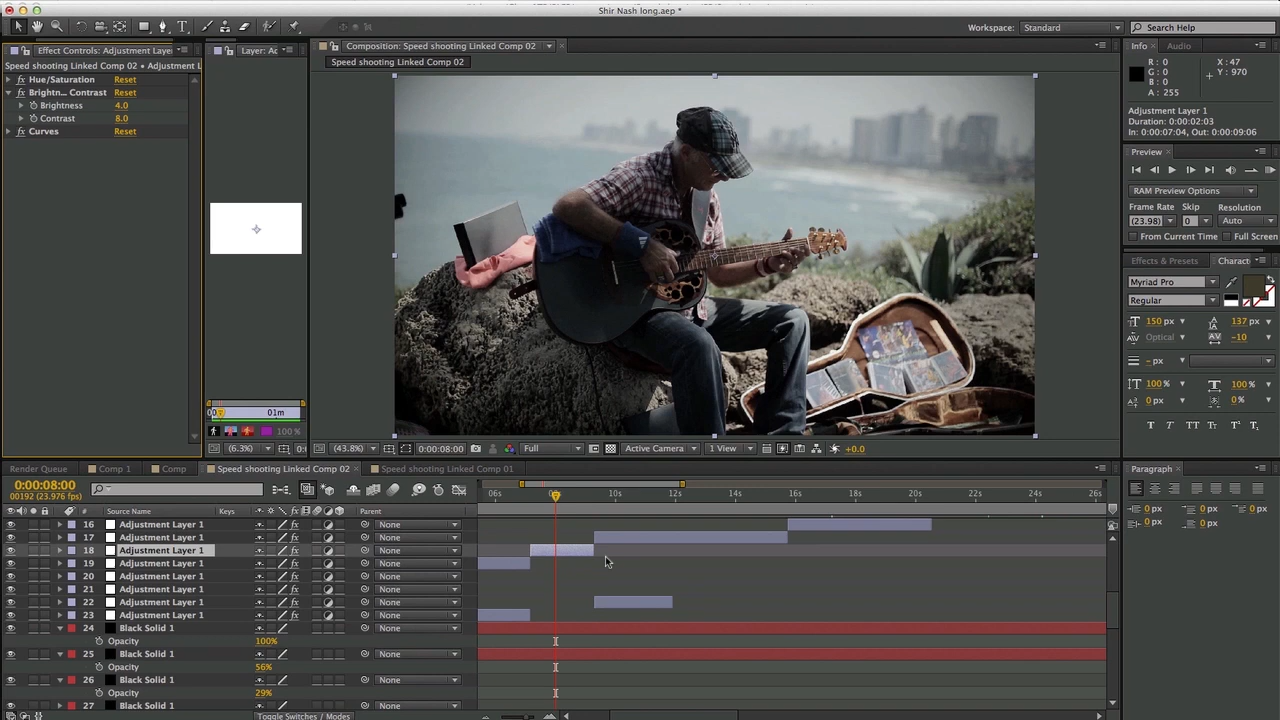 Shir Nash long.aep *
Workspace: Standard
Search Help
Effect Controls: Adjustment Laye
Layer: Ac
Composition: Speed shooting Linked Comp 02
Info
Audio
Speed shooting Linked Comp 02 • Adjustment L
Speed shooting Linked Comp 02
Hue/Saturation Reset
Brightn... Contrast Reset
Brightness 4.0
Contrast 8.0
Curves Reset
R : 0
G : 0
B : 0
A : 255
X : 47
Y : 970
Adjustment Layer 1
Duration: 0:00:02:03
In: 0:00:07:04, Out: 0:00:09:06
Preview
RAM Preview Options
Frame Rate Skip Resolution
(23.98) 0 Auto
From Current Time Full Screen
Effects & Presets Charact
Myriad Pro
Regular
150 px 137 px
Optical -10
- px
100 % 100 %
0 px 0 %
T T TT Tr T' T,
01m
100 %
(6.3%)
(43.8%) 0:00:08:00 Full Active Camera 1 View +0.0
Render Queue Comp 1 Comp Speed shooting Linked Comp 02 Speed shooting Linked Comp 01
Paragraph
0:00:08:00
00192 (23.976 fps)
06s 10s 12s 14s 16s 18s 20s 22s 24s 26s
# Source Name Keys Parent
16 Adjustment Layer 1 None
17 Adjustment Layer 1 None
18 Adjustment Layer 1 None
19 Adjustment Layer 1 None
20 Adjustment Layer 1 None
21 Adjustment Layer 1 None
22 Adjustment Layer 1 None
23 Adjustment Layer 1 None
24 Black Solid 1 None
Opacity 100%
25 Black Solid 1 None
Opacity 56%
26 Black Solid 1 None
Opacity 29%
27 Black Solid 1 None
Toggle Switches / Modes
0 px 0 px 0 px
0 px 0 px